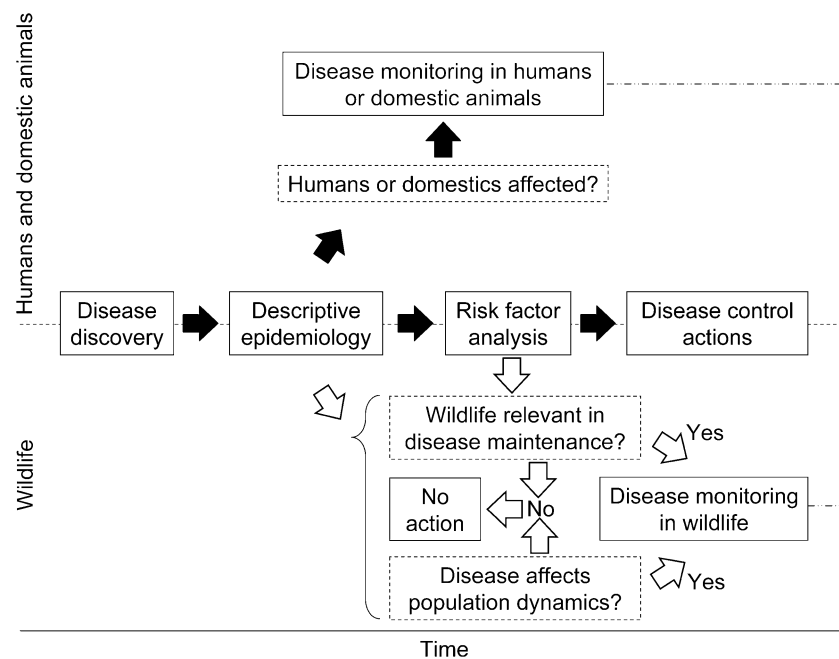 Humans and domestic animals
Disease monitoring in humans
or domestic animals
Humans or domestics affected?
Disease
discovery
Descriptive
epidemiology
Risk factor
analysis
Disease control
actions
Wildlife
Wildlife relevant in
disease maintenance?
Yes
No
action
No
Disease monitoring
in wildlife
Disease affects
population dynamics?
Yes
Time